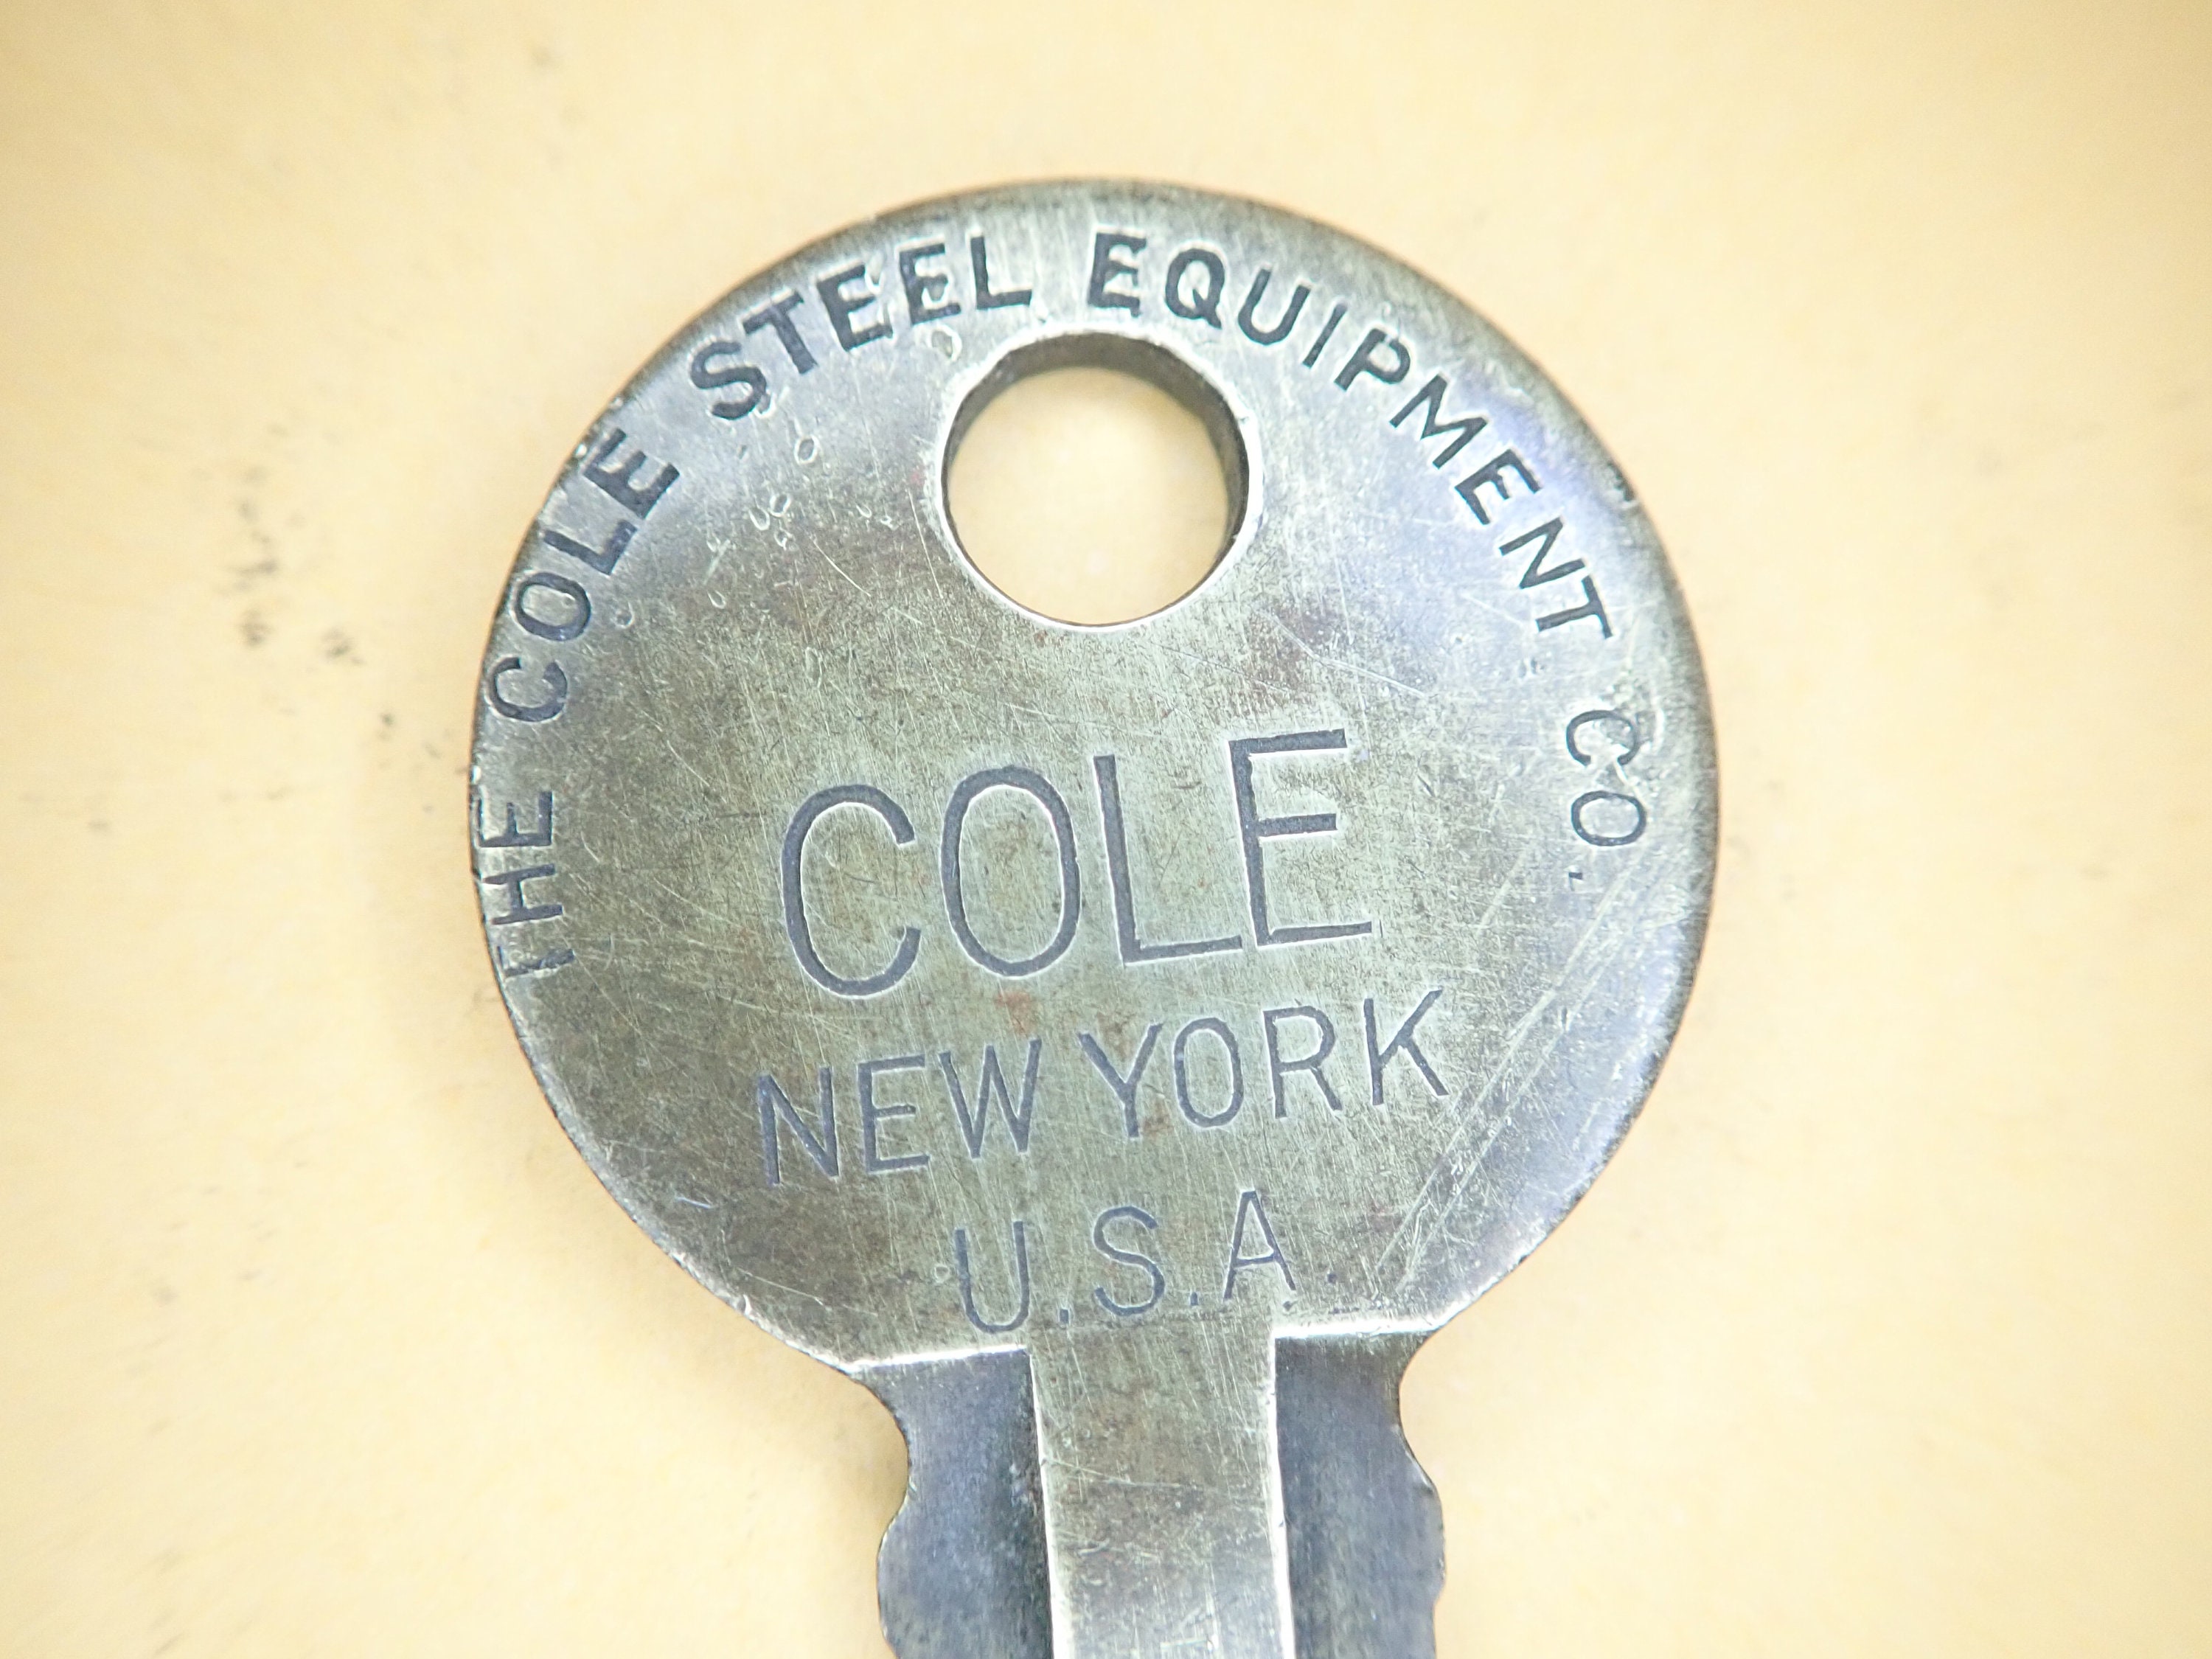 THE COLE STEEL EQUIPMENT CO.
COLE
NEW YORK
U.S.A.